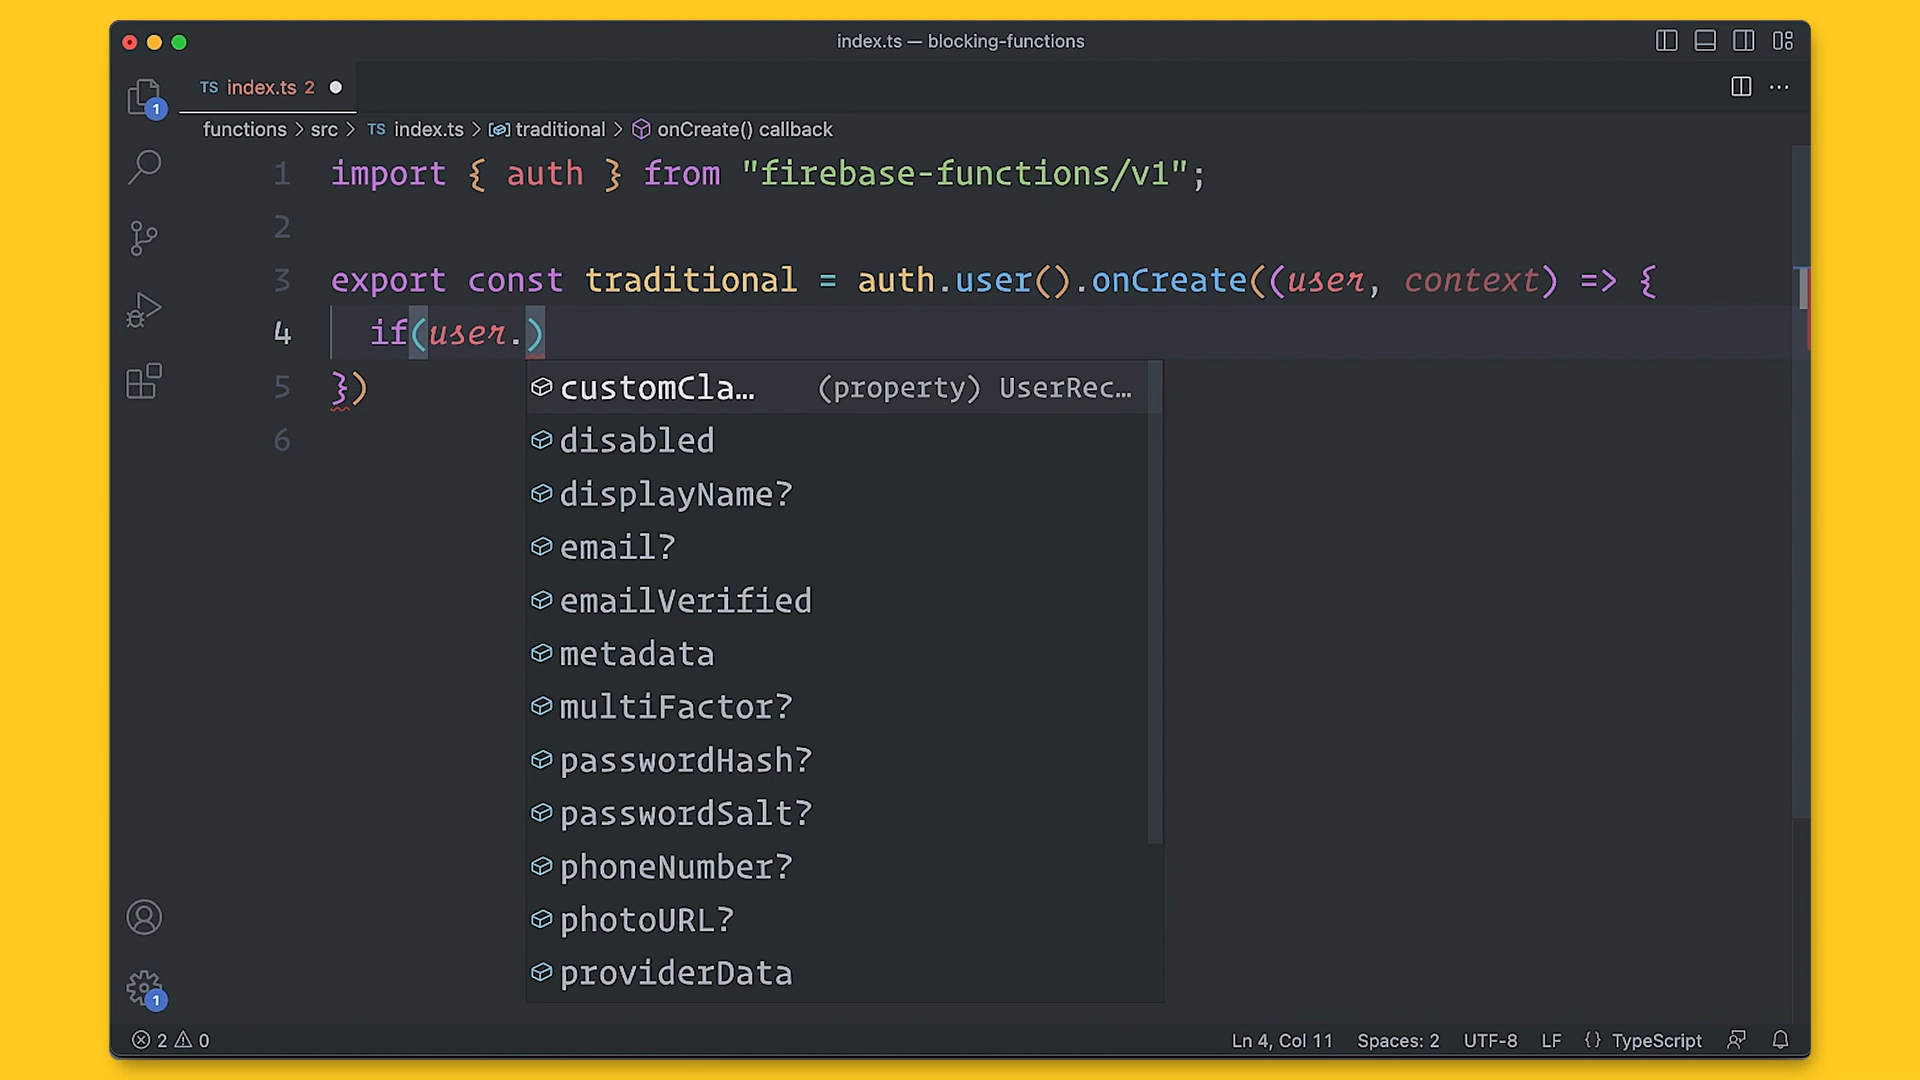 index.ts — blocking-functions
TS index.ts 2
1
functions > src > TS index.ts > traditional > onCreate() callback
1 import { auth } from "firebase-functions/v1";
2
3 export const traditional = auth.user().onCreate((user, context) => {
4 if(user.)
5 })
6
customCla… (property) UserRec…
disabled
displayName?
email?
emailVerified
metadata
multiFactor?
passwordHash?
passwordSalt?
phoneNumber?
photoURL?
providerData
1
2 0 Ln 4, Col 11 Spaces: 2 UTF-8 LF {} TypeScript